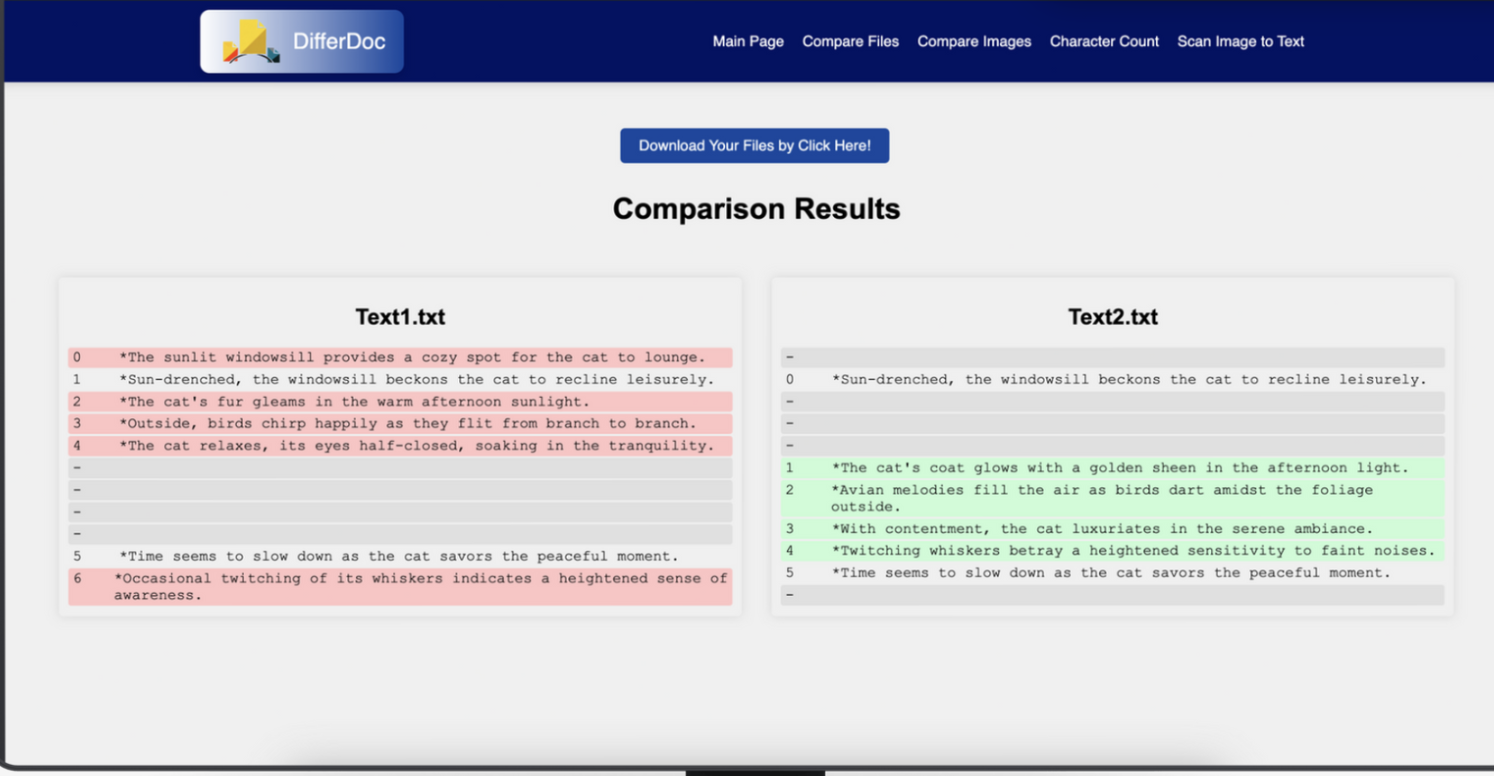 DifferDoc
Main Page Compare Files Compare Images Character Count Scan Image to Text
Download Your Files by Click Here!
Comparison Results
Text1.txt
0 *The sunlit windowsill provides a cozy spot for the cat to lounge.
1 *Sun-drenched, the windowsill beckons the cat to recline leisurely.
2 *The cat's fur gleams in the warm afternoon sunlight.
3 *Outside, birds chirp happily as they flit from branch to branch.
4 *The cat relaxes, its eyes half-closed, soaking in the tranquility.
-
-
-
-
5 *Time seems to slow down as the cat savors the peaceful moment.
6 *Occasional twitching of its whiskers indicates a heightened sense of
awareness.
Text2.txt
-
0 *Sun-drenched, the windowsill beckons the cat to recline leisurely.
-
-
-
1 *The cat's coat glows with a golden sheen in the afternoon light.
2 *Avian melodies fill the air as birds dart amidst the foliage
outside.
3 *With contentment, the cat luxuriates in the serene ambiance.
4 *Twitching whiskers betray a heightened sensitivity to faint noises.
5 *Time seems to slow down as the cat savors the peaceful moment.
-